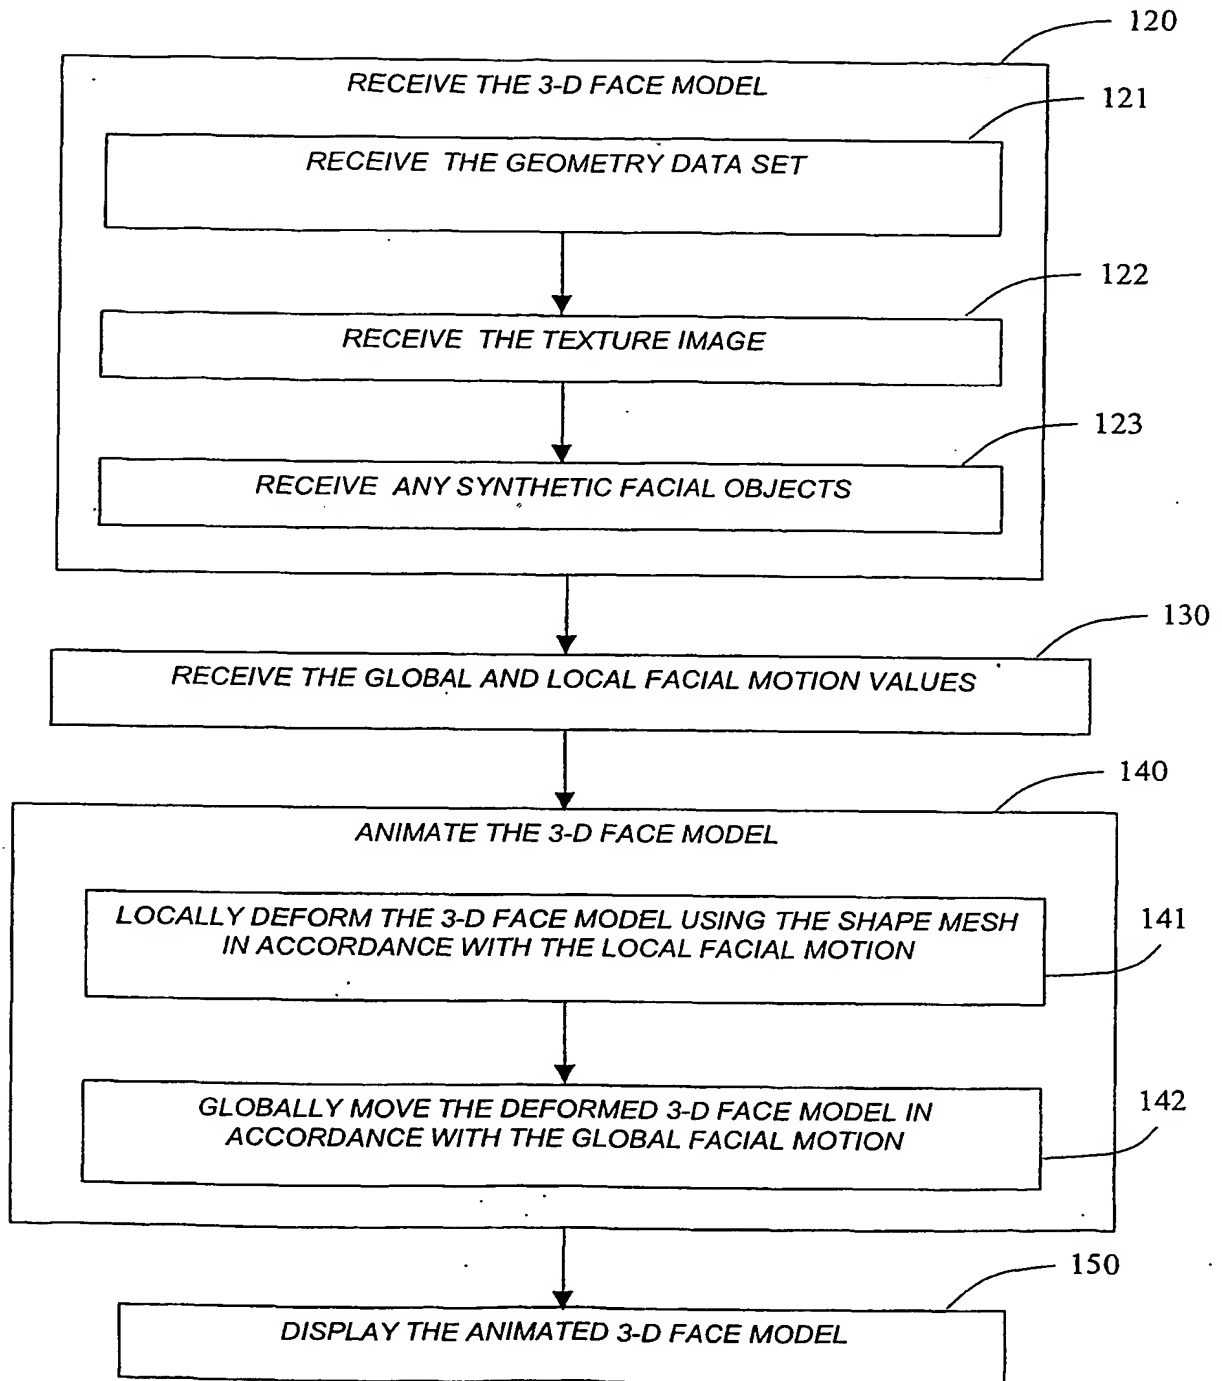 120
RECEIVE THE 3-D FACE MODEL
121
RECEIVE THE GEOMETRY DATA SET
122
RECEIVE THE TEXTURE IMAGE
123
RECEIVE ANY SYNTHETIC FACIAL OBJECTS
130
RECEIVE THE GLOBAL AND LOCAL FACIAL MOTION VALUES
140
ANIMATE THE 3-D FACE MODEL
LOCALLY DEFORM THE 3-D FACE MODEL USING THE SHAPE MESH
IN ACCORDANCE WITH THE LOCAL FACIAL MOTION
141
GLOBALLY MOVE THE DEFORMED 3-D FACE MODEL IN
ACCORDANCE WITH THE GLOBAL FACIAL MOTION
142
150
DISPLAY THE ANIMATED 3-D FACE MODEL